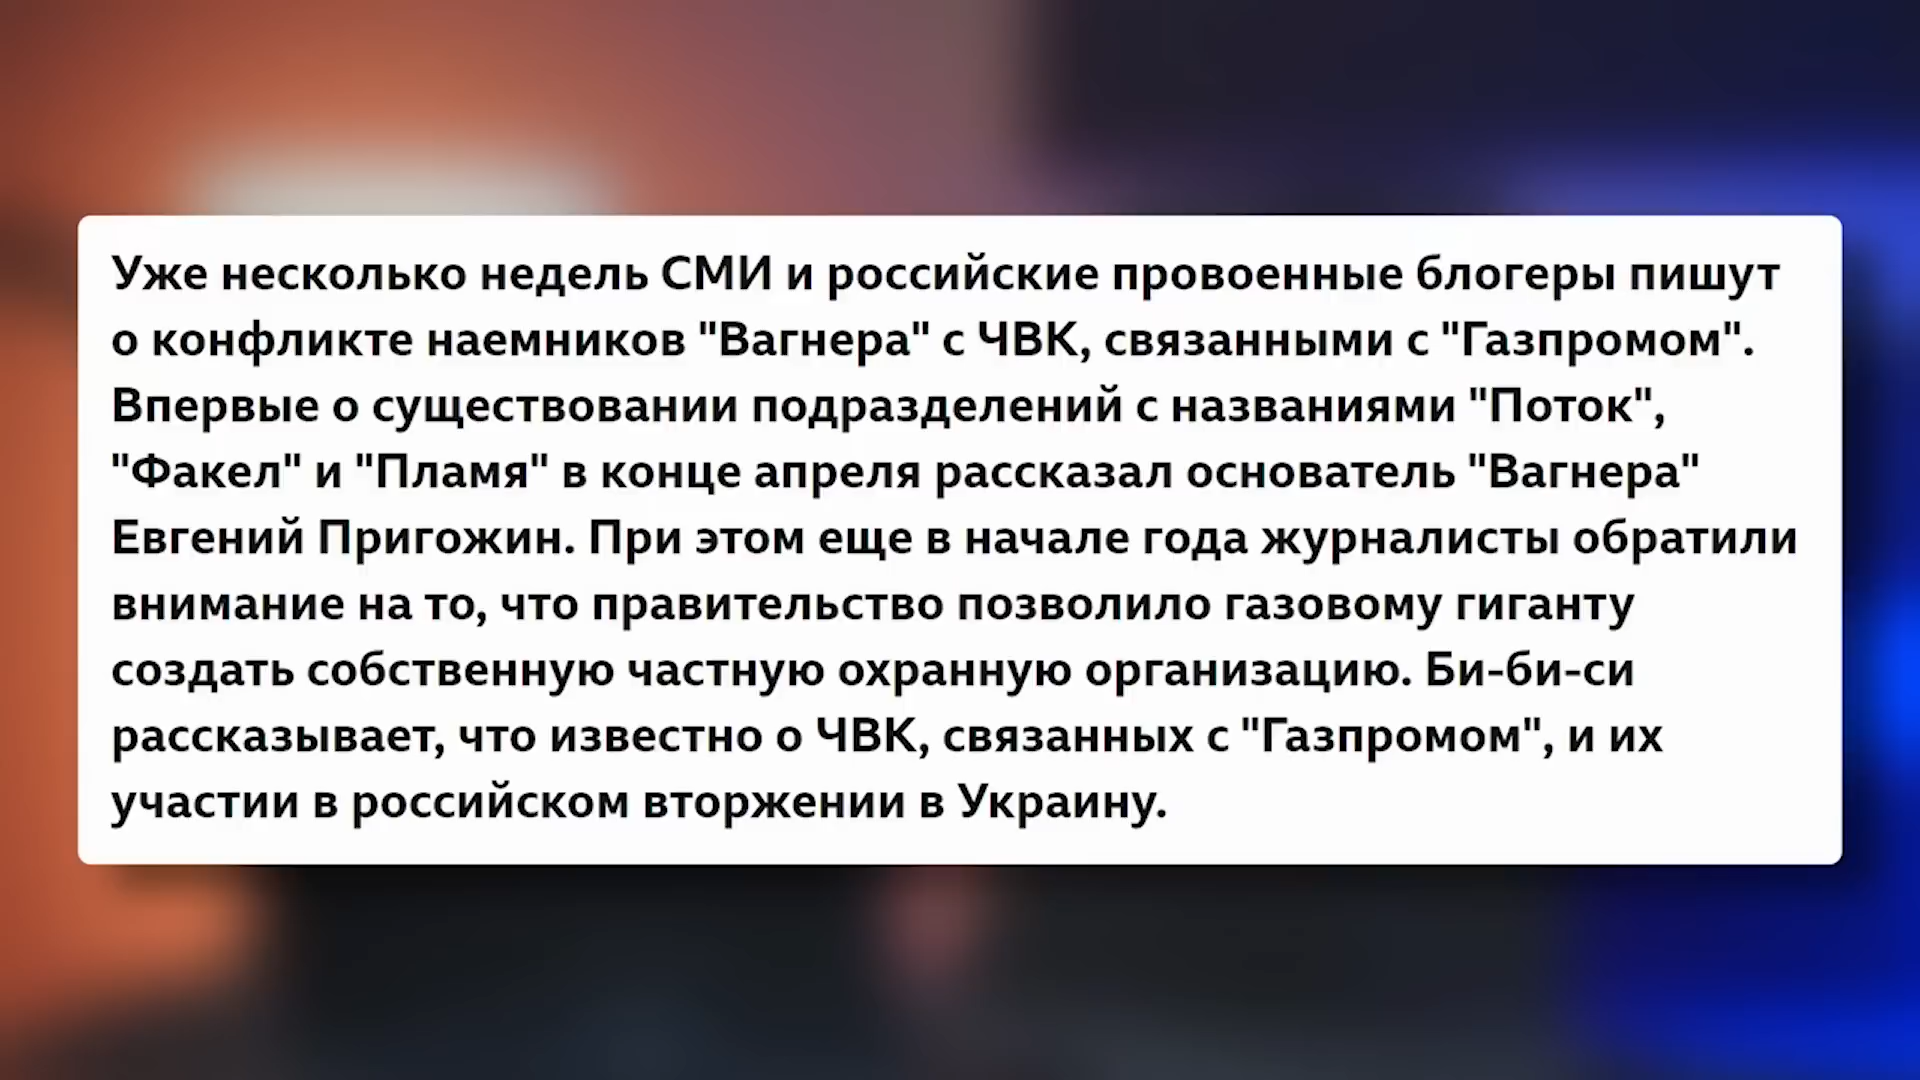 Уже несколько недель СМИ и российские провоенные блогеры пишут
о конфликте наемников "Вагнера" с ЧВК, связанными с "Газпромом".
Впервые о существовании подразделений с названиями "Поток",
"Факел" и "Пламя" в конце апреля рассказал основатель "Вагнера"
Евгений Пригожин. При этом еще в начале года журналисты обратили
внимание на то, что правительство позволило газовому гиганту
создать собственную частную охранную организацию. Би-би-си
рассказывает, что известно о ЧВК, связанных с "Газпромом", и их
участии в российском вторжении в Украину.